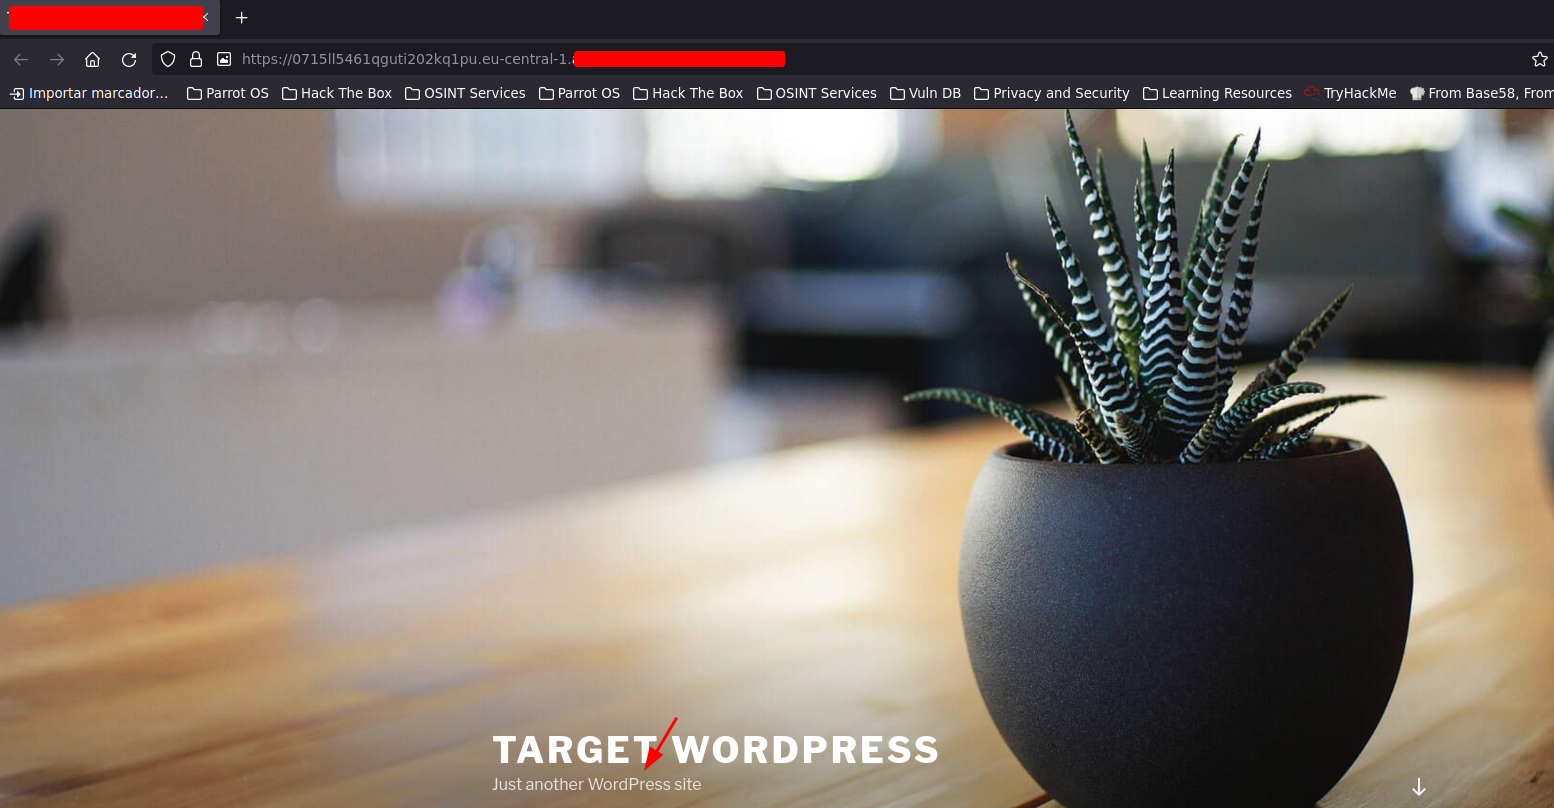 https://0715ll5461qguti202kq1pu.eu-central-1.
Importar marcador... Parrot OS Hack The Box OSINT Services Parrot OS Hack The Box OSINT Services Vuln DB Privacy and Security Learning Resources TryHackMe From Base58, From
TARGET WORDPRESS
Just another WordPress site